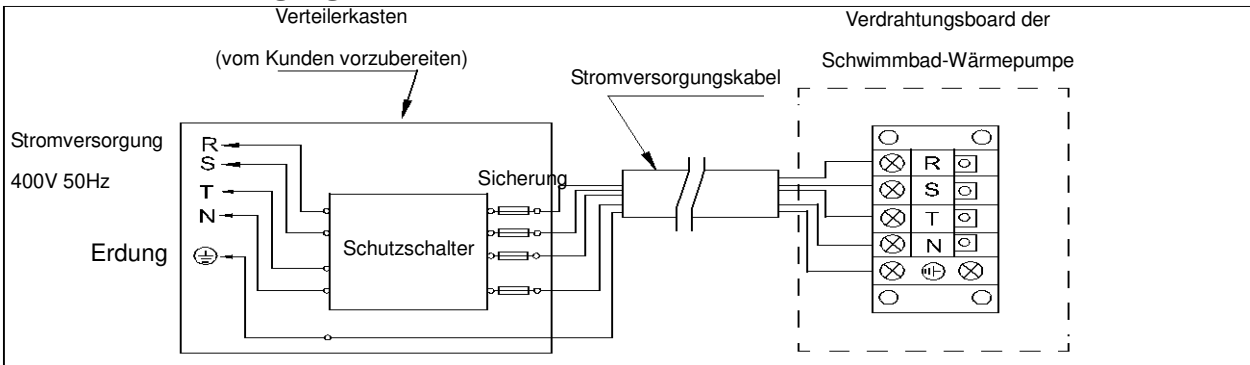 Verteilerkasten
(vom Kunden vorzubereiten)
Verdrahtungsboard der
Schwimmbad-Wärmepumpe
Stromversorgungskabel
Stromversorgung
400V 50Hz
R
S
T
N
Erdung
Sicherung
Schutzschalter
R
S
T
N